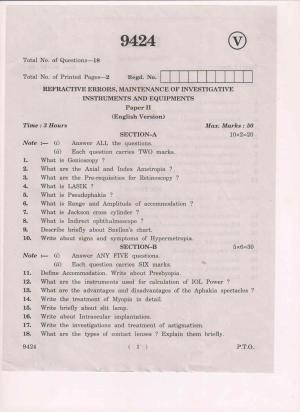 9424
V
Total No. of Questions—18
Total No. of Printed Pages—2 Regd. No.
REFRACTIVE ERRORS, MAINTENANCE OF INVESTIGATIVE
INSTRUMENTS AND EQUIPMENTS
Paper II
(English Version)
Time : 3 Hours Max. Marks : 50
SECTION-A 10×2=20
Note :— (i) Answer ALL the questions.
(ii) Each question carries TWO marks.
1. What is Gonioscopy ?
2. What are the Axial and Index Ametropia ?
3. What are the Pre-requisities for Retinoscopy ?
4. What is LASIK ?
5. What is Pseudophakia ?
6. What is Range and Amplitude of accommodation ?
7. What is Jackson cross cylinder ?
8. What is Indirect ophthalmoscope ?
9. Describe briefly about Snellen's chart.
10. Write about signs and symptoms of Hypermetropia.
SECTION-B 5×6=30
Note :— (i) Answer ANY FIVE questions.
(ii) Each question carries SIX marks.
11. Define Accommodation. Write about Presbyopia.
12. What are the instruments used for calculation of IOL Power ?
13. What are the advantages and disadvantages of the Aphakia spectacles ?
14. Write the treatment of Myopia in detail.
15. Write briefly about slit lamp.
16. Write about Intraocular implantation.
17. Write the investigations and treatment of astigmatism.
18. What are the types of contact lenses ? Explain them briefly.
9424 ( 1 ) P.T.O.